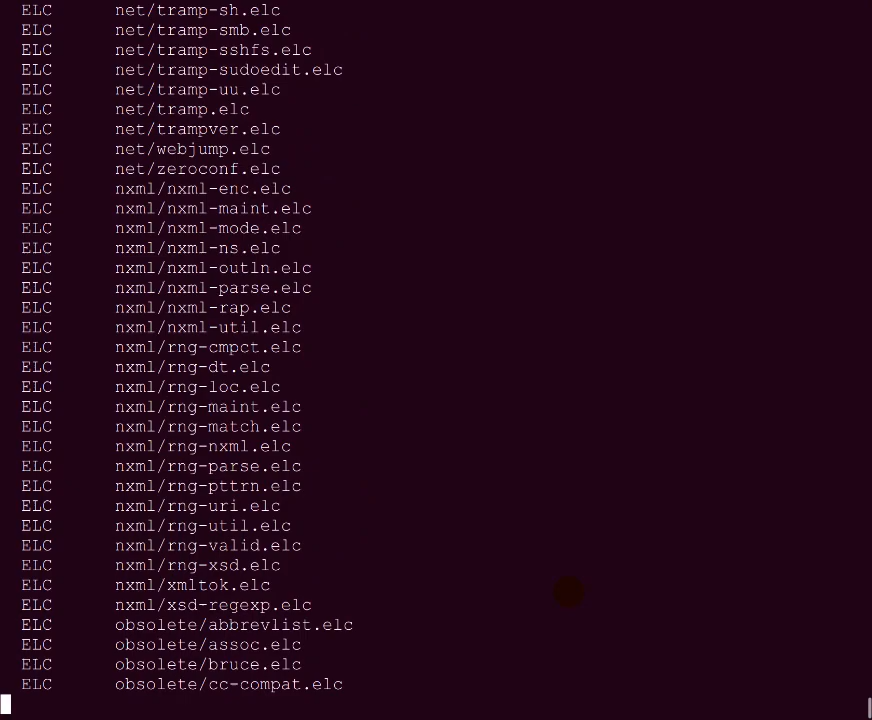 ELC net/tramp-sh.elc
ELC net/tramp-smb.elc
ELC net/tramp-sshfs.elc
ELC net/tramp-sudoedit.elc
ELC net/tramp-uu.elc
ELC net/tramp.elc
ELC net/trampver.elc
ELC net/webjump.elc
ELC net/zeroconf.elc
ELC nxml/nxml-enc.elc
ELC nxml/nxml-maint.elc
ELC nxml/nxml-mode.elc
ELC nxml/nxml-ns.elc
ELC nxml/nxml-outln.elc
ELC nxml/nxml-parse.elc
ELC nxml/nxml-rap.elc
ELC nxml/nxml-util.elc
ELC nxml/rng-cmpct.elc
ELC nxml/rng-dt.elc
ELC nxml/rng-loc.elc
ELC nxml/rng-maint.elc
ELC nxml/rng-match.elc
ELC nxml/rng-nxml.elc
ELC nxml/rng-parse.elc
ELC nxml/rng-pttrn.elc
ELC nxml/rng-uri.elc
ELC nxml/rng-util.elc
ELC nxml/rng-valid.elc
ELC nxml/rng-xsd.elc
ELC nxml/xmltok.elc
ELC nxml/xsd-regexp.elc
ELC obsolete/abbrevlist.elc
ELC obsolete/assoc.elc
ELC obsolete/bruce.elc
ELC obsolete/cc-compat.elc